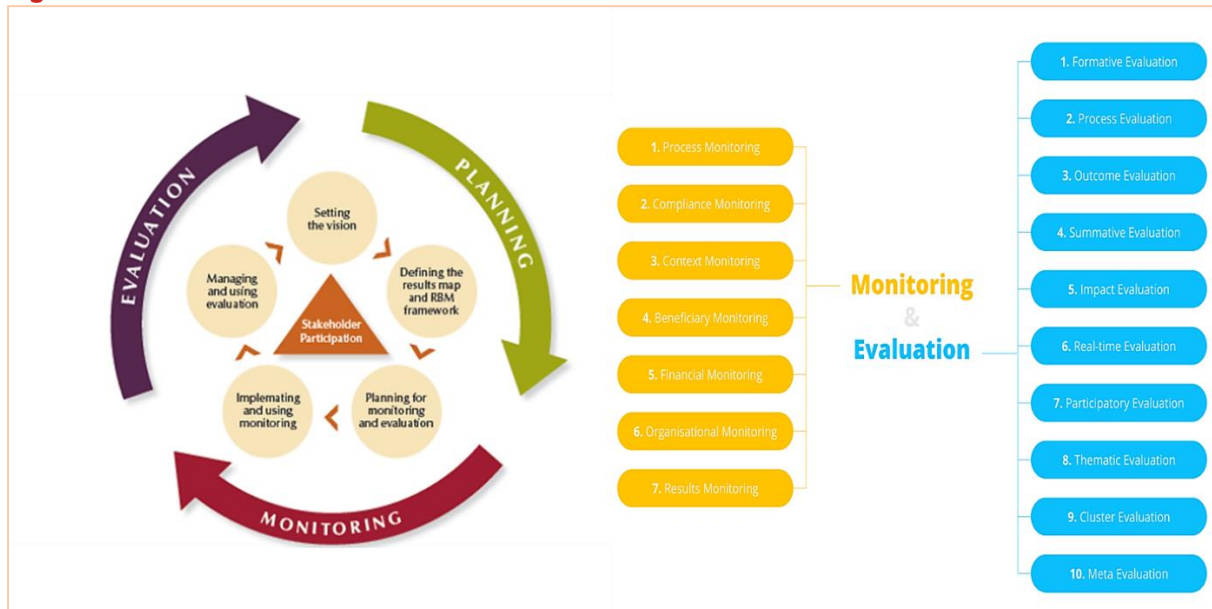 EVALUATION
PLANNING
MONITORING
Setting
the vision
Defining the
results map
and RBM
framework
Planning for
monitoring
and evaluation
Implemating
and using
monitoring
Managing
and using
evaluation
Stakeholder
Participation
1. Process Monitoring
2. Compliance Monitoring
3. Context Monitoring
4. Beneficiary Monitoring
5. Financial Monitoring
6. Organisational Monitoring
7. Results Monitoring
Monitoring
&
Evaluation
1. Formative Evaluation
2. Process Evaluation
3. Outcome Evaluation
4. Summative Evaluation
5. Impact Evaluation
6. Real-time Evaluation
7. Participatory Evaluation
8. Thematic Evaluation
9. Cluster Evaluation
10. Meta Evaluation